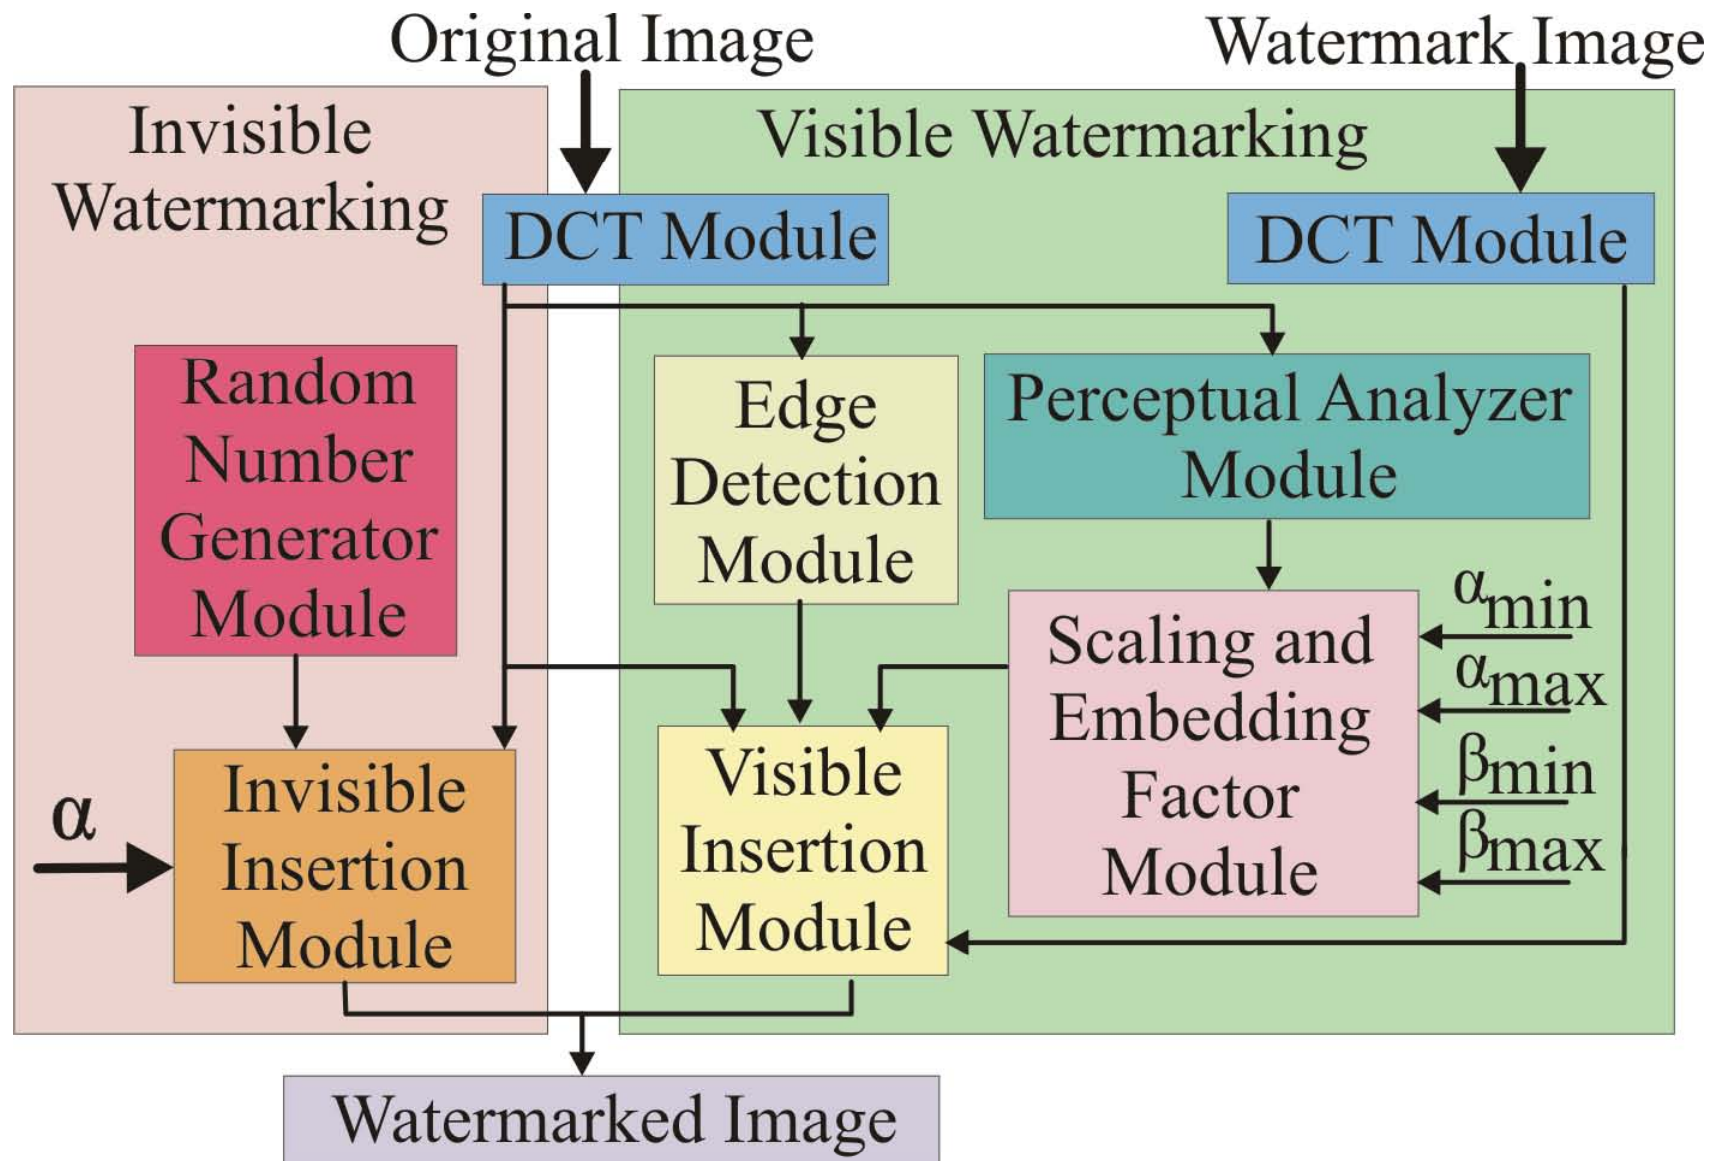 Original Image
Watermark Image
Invisible
Watermarking
Visible Watermarking
DCT Module
DCT Module
Random
Number
Generator
Module
Edge
Detection
Module
Perceptual Analyzer
Module
Scaling and
Embedding
Factor
Module
αmin
αmax
βmin
βmax
α
Invisible
Insertion
Module
Visible
Insertion
Module
Watermarked Image